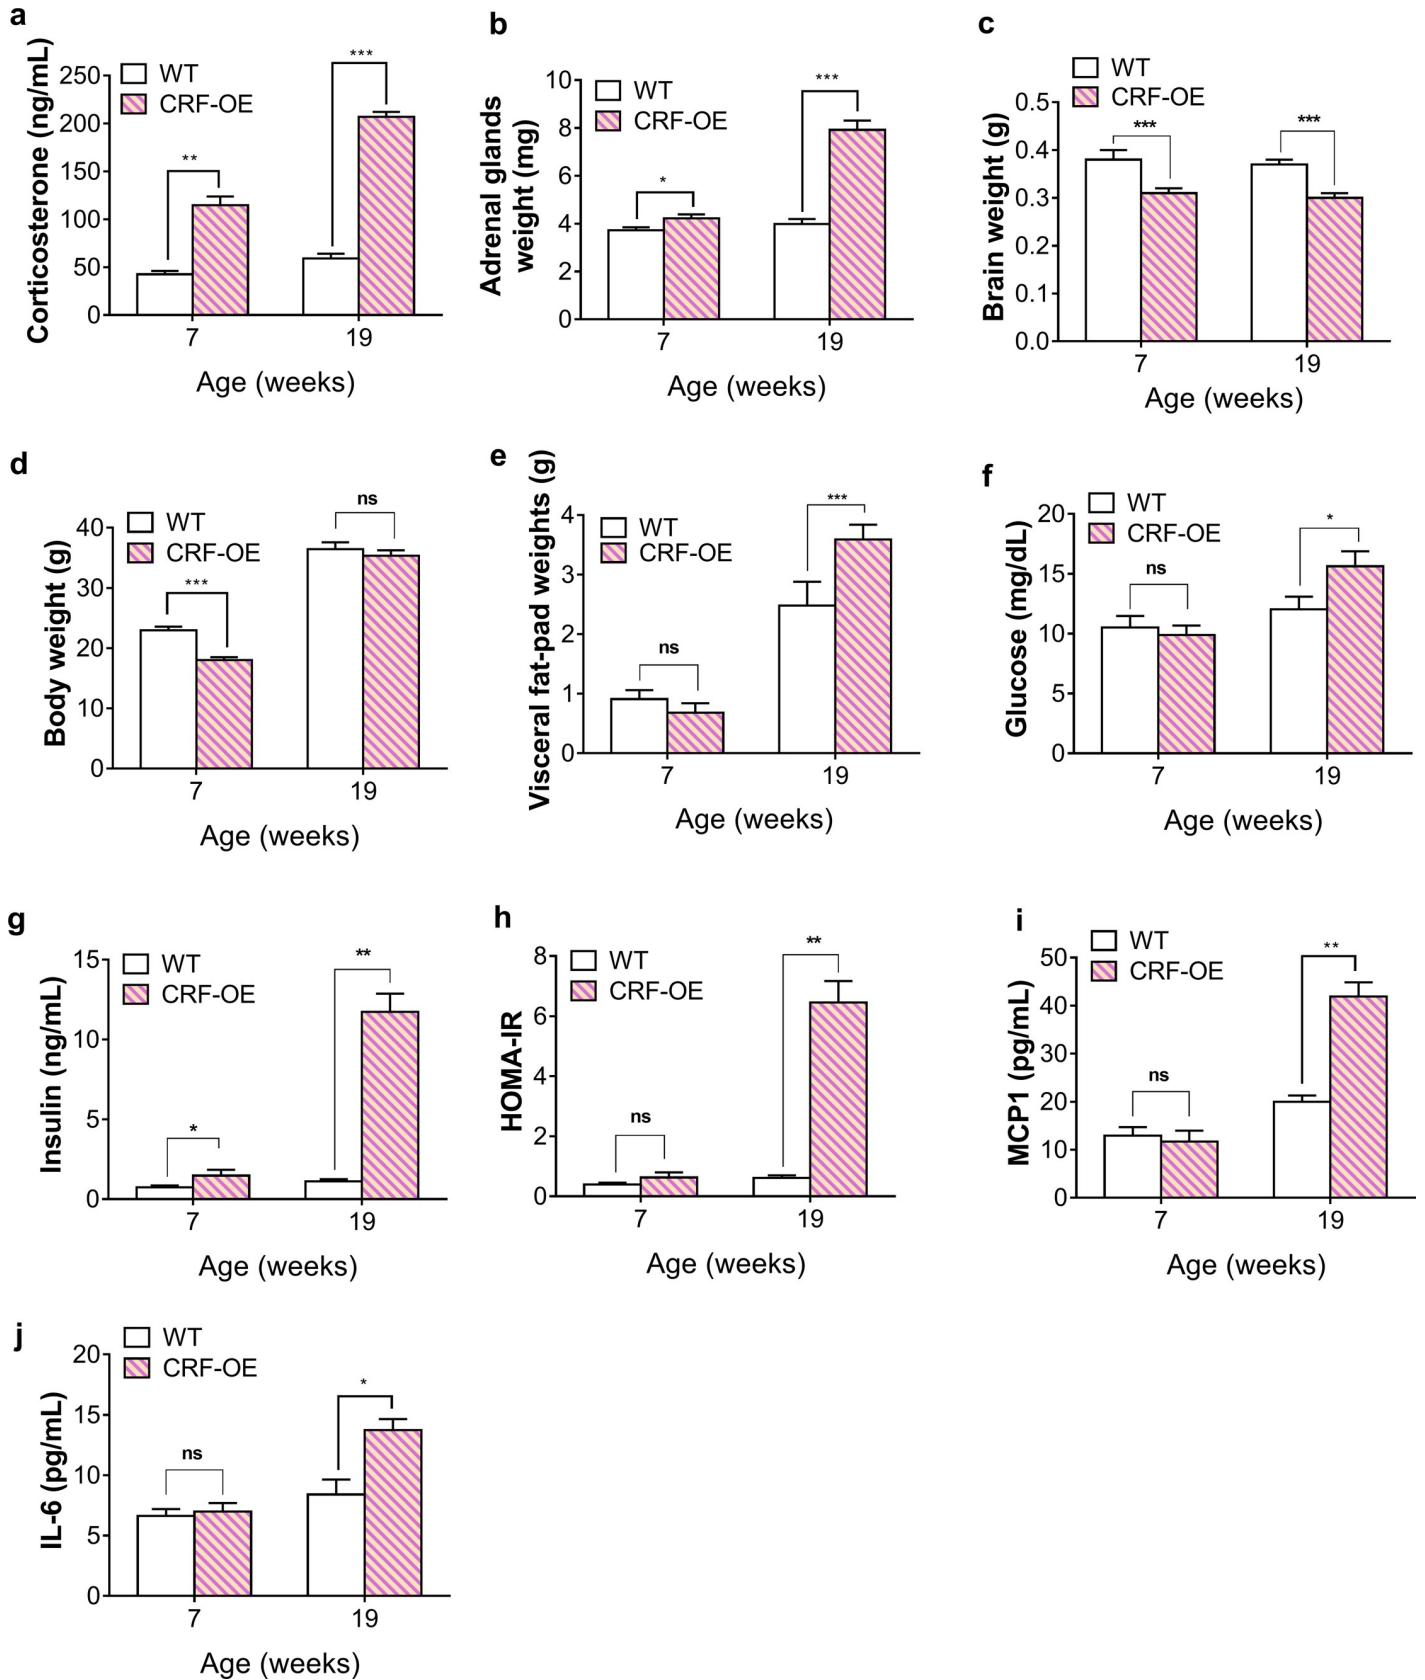 a
Corticosterone (ng/mL)
WT
CRF-OE
250
200
150
100
50
0
**
***
7
19
Age (weeks)
b
Adrenal glands
weight (mg)
WT
CRF-OE
10
8
6
4
2
0
*
***
7
19
Age (weeks)
c
Brain weight (g)
WT
CRF-OE
0.5
0.4
0.3
0.2
0.1
0.0
***
***
7
19
Age (weeks)
d
Body weight (g)
WT
CRF-OE
40
30
20
10
0
***
ns
7
19
Age (weeks)
e
Visceral fat-pad weights (g)
WT
CRF-OE
4
3
2
1
0
ns
***
7
19
Age (weeks)
f
Glucose (mg/dL)
WT
CRF-OE
20
15
10
5
0
ns
*
7
19
Age (weeks)
g
Insulin (ng/mL)
WT
CRF-OE
15
10
5
0
*
**
7
19
Age (weeks)
h
HOMA-IR
WT
CRF-OE
8
6
4
2
0
ns
**
7
19
Age (weeks)
i
MCP1 (pg/mL)
WT
CRF-OE
50
40
30
20
10
0
ns
**
7
19
Age (weeks)
j
IL-6 (pg/mL)
WT
CRF-OE
20
15
10
5
0
ns
*
7
19
Age (weeks)